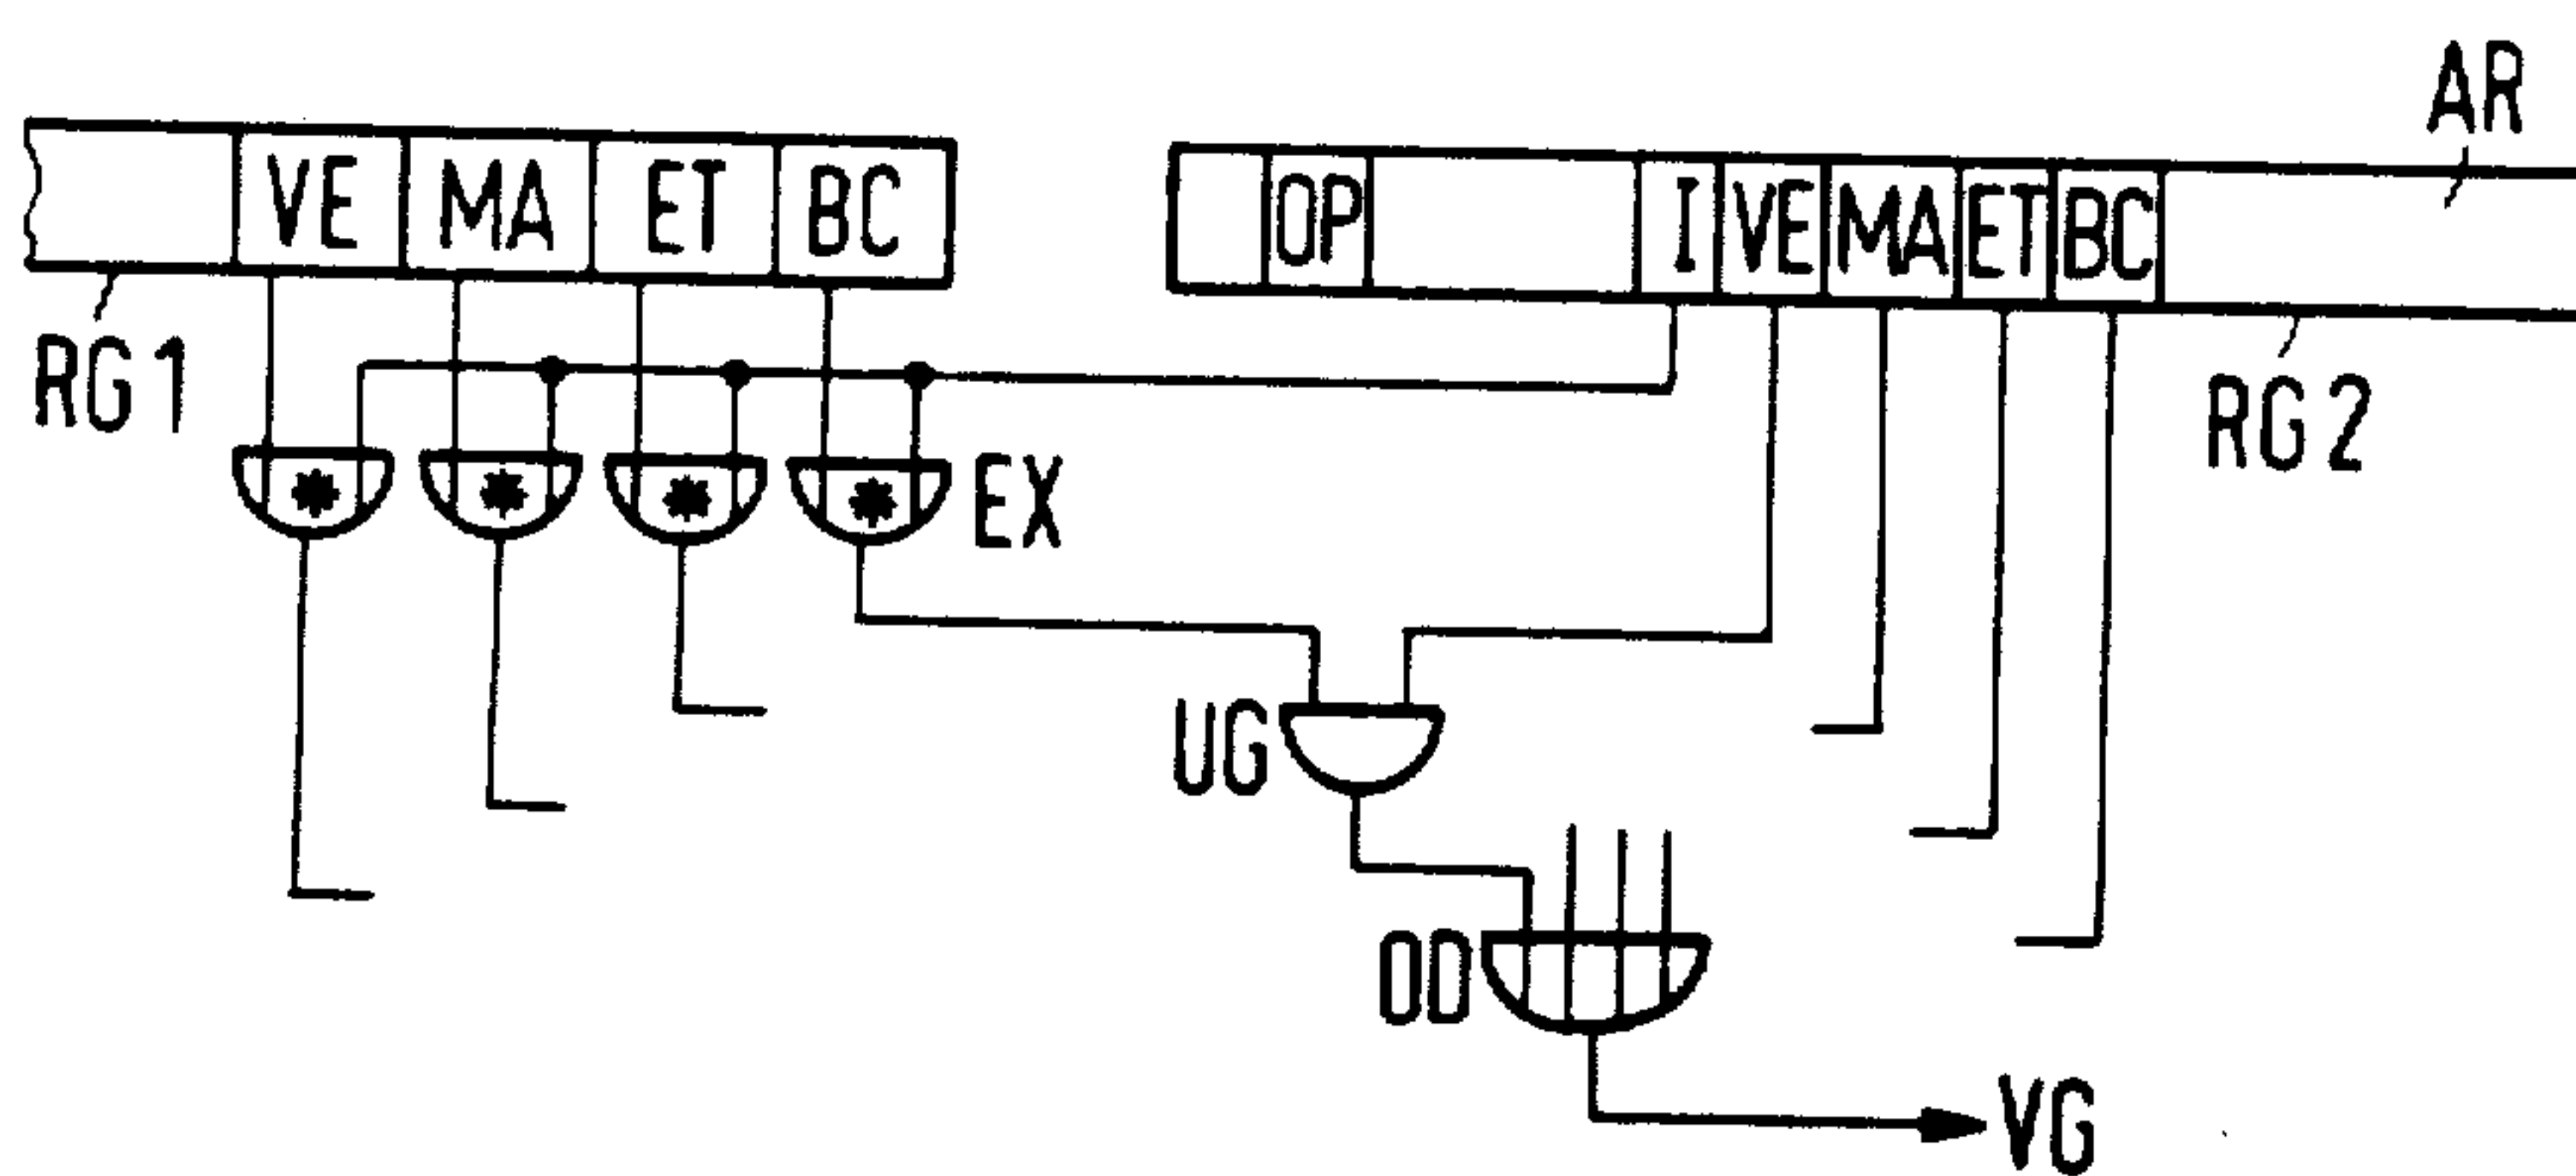 AR
VE MA ET BC
OP I VE MA ET BC
RG1
RG2
EX
UG
OD
VG